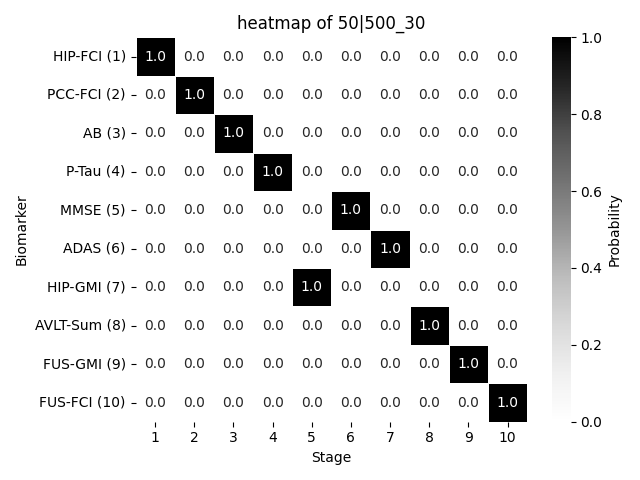 heatmap of 50|500_30
HIP-FCI (1) 1.0 0.0 0.0 0.0 0.0 0.0 0.0 0.0 0.0 0.0
PCC-FCI (2) 0.0 1.0 0.0 0.0 0.0 0.0 0.0 0.0 0.0 0.0
AB (3) 0.0 0.0 1.0 0.0 0.0 0.0 0.0 0.0 0.0 0.0
P-Tau (4) 0.0 0.0 0.0 1.0 0.0 0.0 0.0 0.0 0.0 0.0
MMSE (5) 0.0 0.0 0.0 0.0 0.0 1.0 0.0 0.0 0.0 0.0
ADAS (6) 0.0 0.0 0.0 0.0 0.0 0.0 1.0 0.0 0.0 0.0
HIP-GMI (7) 0.0 0.0 0.0 0.0 1.0 0.0 0.0 0.0 0.0 0.0
AVLT-Sum (8) 0.0 0.0 0.0 0.0 0.0 0.0 0.0 1.0 0.0 0.0
FUS-GMI (9) 0.0 0.0 0.0 0.0 0.0 0.0 0.0 0.0 1.0 0.0
FUS-FCI (10) 0.0 0.0 0.0 0.0 0.0 0.0 0.0 0.0 0.0 1.0
1 2 3 4 5 6 7 8 9 10
Stage
Biomarker
1.0
0.8
0.6
0.4
0.2
0.0
Probability